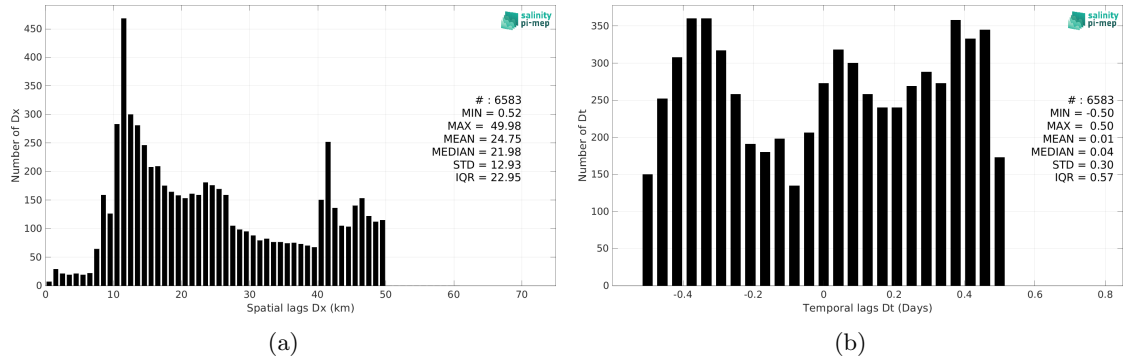 salinity
pi-mep
450
400
350
300
250
200
150
100
50
0
Number of Dx
# : 6583
MIN = 0.52
MAX = 49.98
MEAN = 24.75
MEDIAN = 21.98
STD = 12.93
IQR = 22.95
0 10 20 30 40 50 60 70
Spatial lags Dx (km)
(a)
salinity
pi-mep
350
300
250
200
150
100
50
0
Number of Dt
# : 6583
MIN = -0.50
MAX = 0.50
MEAN = 0.01
MEDIAN = 0.04
STD = 0.30
IQR = 0.57
-0.4 -0.2 0 0.2 0.4 0.6 0.8
Temporal lags Dt (Days)
(b)